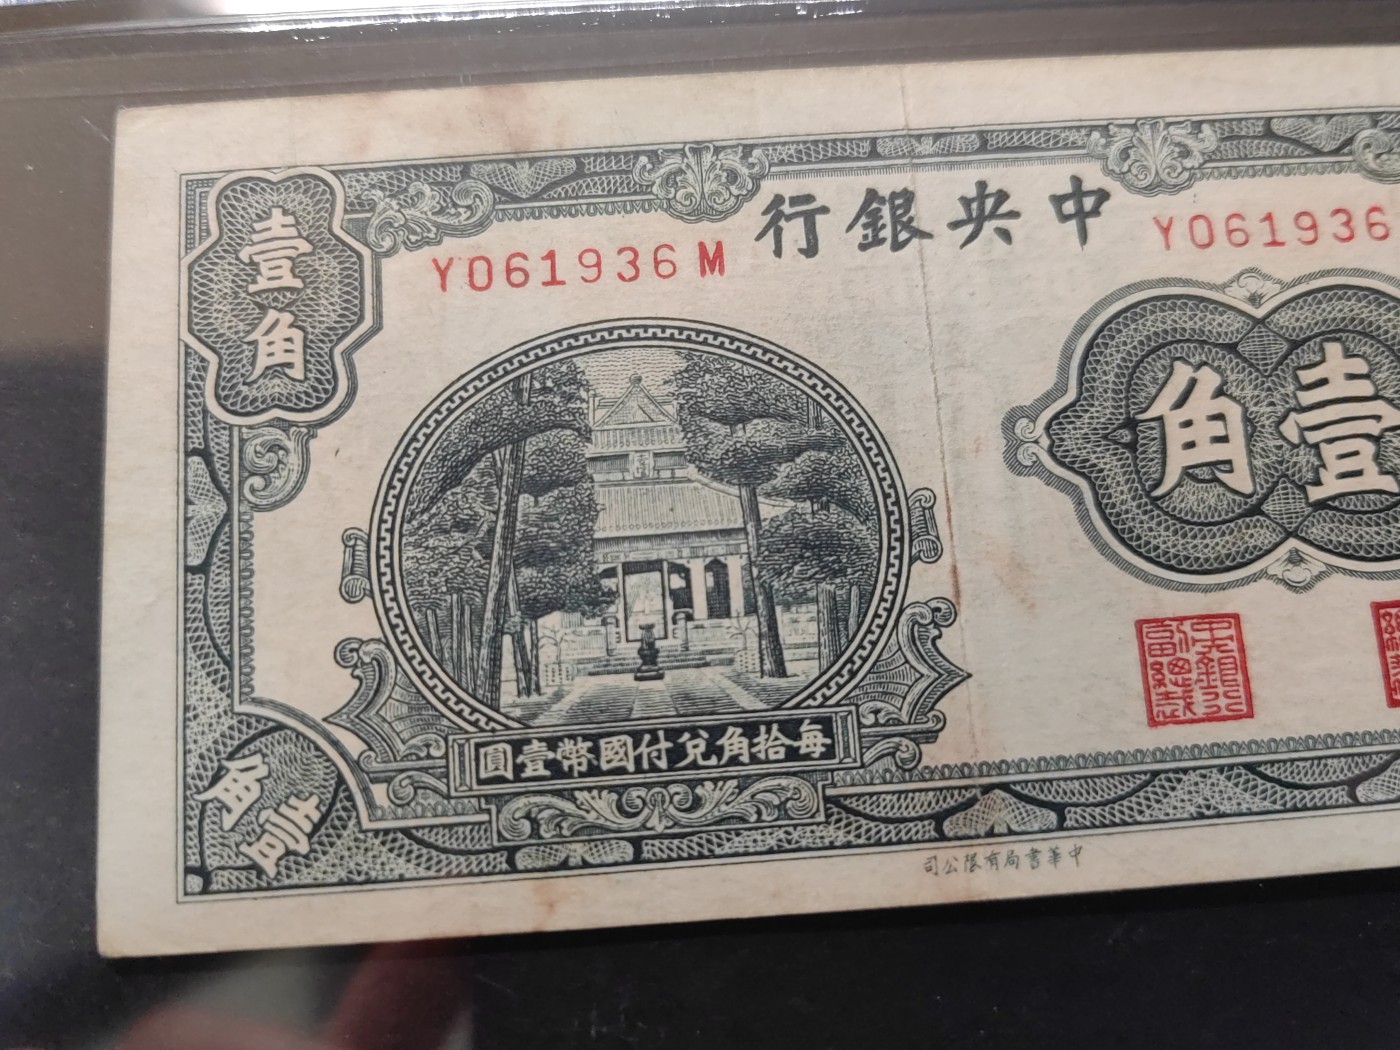 中央銀行
Y061936M
Y061936
壹角
壹角
每拾角兌付國幣壹圓
壹角
中華書局有限公司